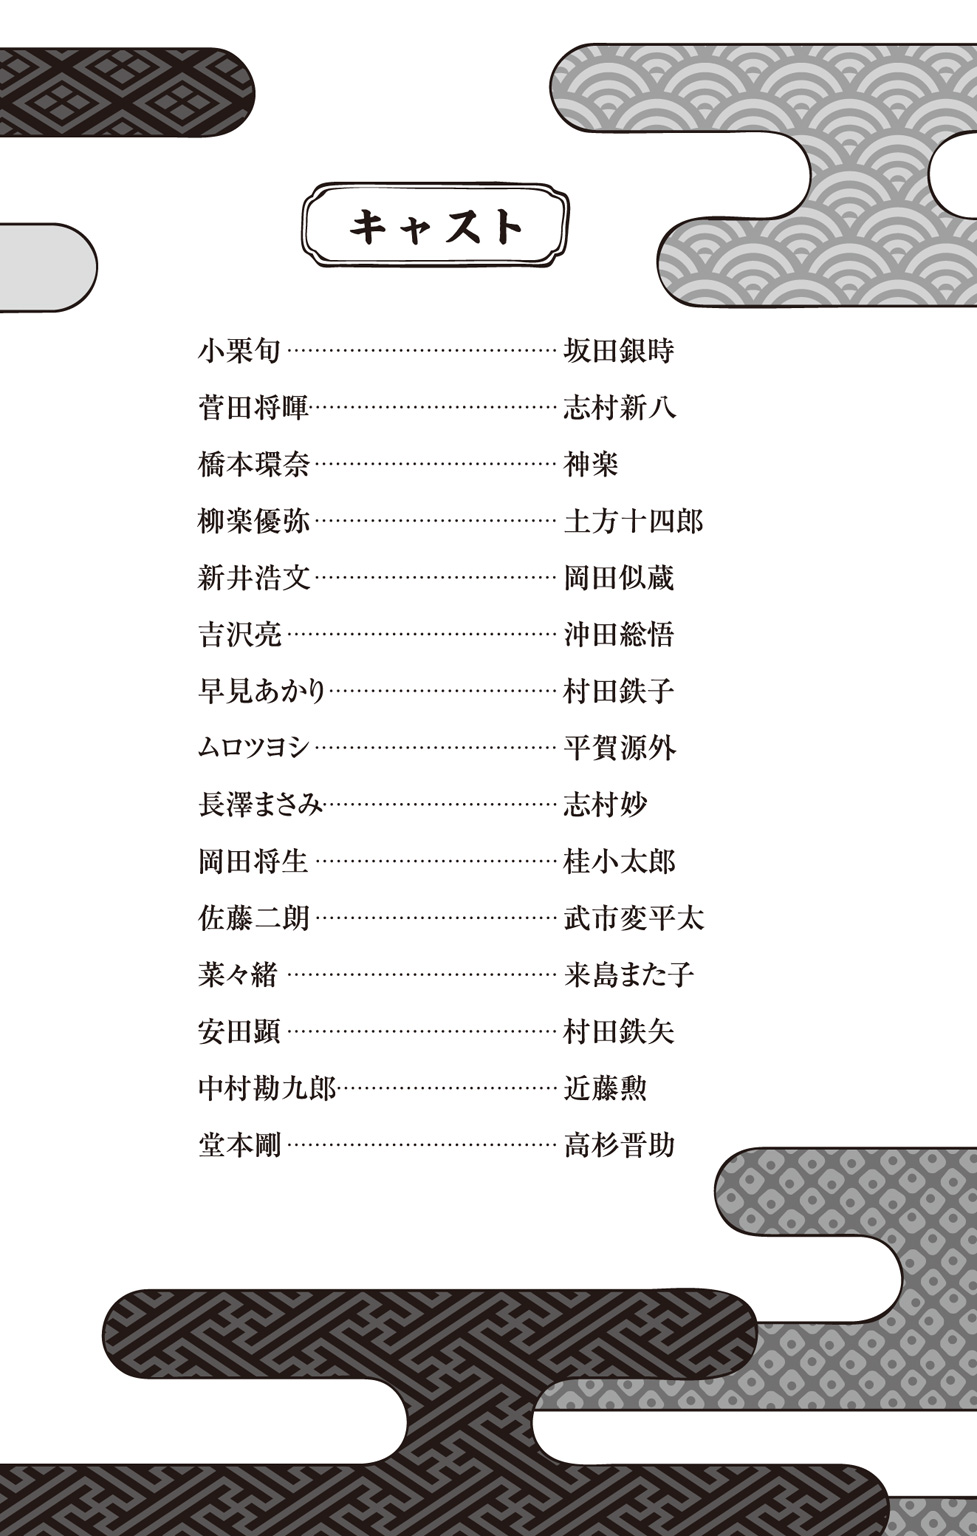 キャスト
小栗旬……………………………………坂田銀時
菅田将暉…………………………………志村新八
橋本環奈…………………………………神楽
柳楽優弥…………………………………土方十四郎
新井浩文…………………………………岡田似蔵
吉沢亮……………………………………沖田総悟
早見あかり………………………………村田鉄子
ムロツヨシ………………………………平賀源外
長澤まさみ………………………………志村妙
岡田将生…………………………………桂小太郎
佐藤二朗…………………………………武市変平太
菜々緒……………………………………来島また子
安田顕……………………………………村田鉄矢
中村勘九郎………………………………近藤勲
堂本剛……………………………………高杉晋助